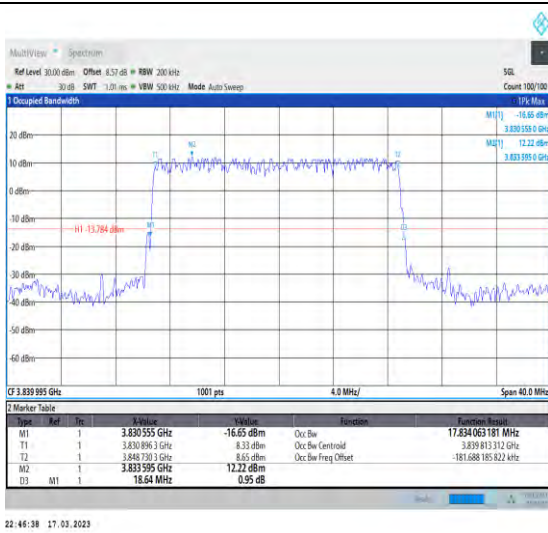 MultiView Spectrum
Ref Level 30.00 dBm Offset 8.57 dB RBW 200 kHz SGL
Att 30 dB SWT 1.01 ms VBW 500 kHz Mode Auto Sweep Count 100/100
1 Occupied Bandwidth 1Pk Max
M1[1] -16.65 dBm
3.830 555 0 GHz
M2[1] 12.22 dBm
3.833 595 0 GHz
20 dBm
T1 M2 T2
10 dBm
0 dBm
-10 dBm
H1 -13.784 dBm M1 D3
-20 dBm
-30 dBm
-40 dBm
-50 dBm
-60 dBm
CF 3.839 995 GHz 1001 pts 4.0 MHz/ Span 40.0 MHz
2 Marker Table
Type Ref Trc X-Value Y-Value Function Function Result
M1 1 3.830 555 GHz -16.65 dBm Occ Bw 17.834 063 181 MHz
T1 1 3.830 896 3 GHz 8.33 dBm Occ Bw Centroid 3.839 813 312 GHz
T2 1 3.848 730 3 GHz 8.65 dBm Occ Bw Freq Offset -181.688 185 822 kHz
M2 1 3.833 595 GHz 12.22 dBm
D3 M1 1 18.64 MHz 0.95 dB
22:46:38 17.03.2023